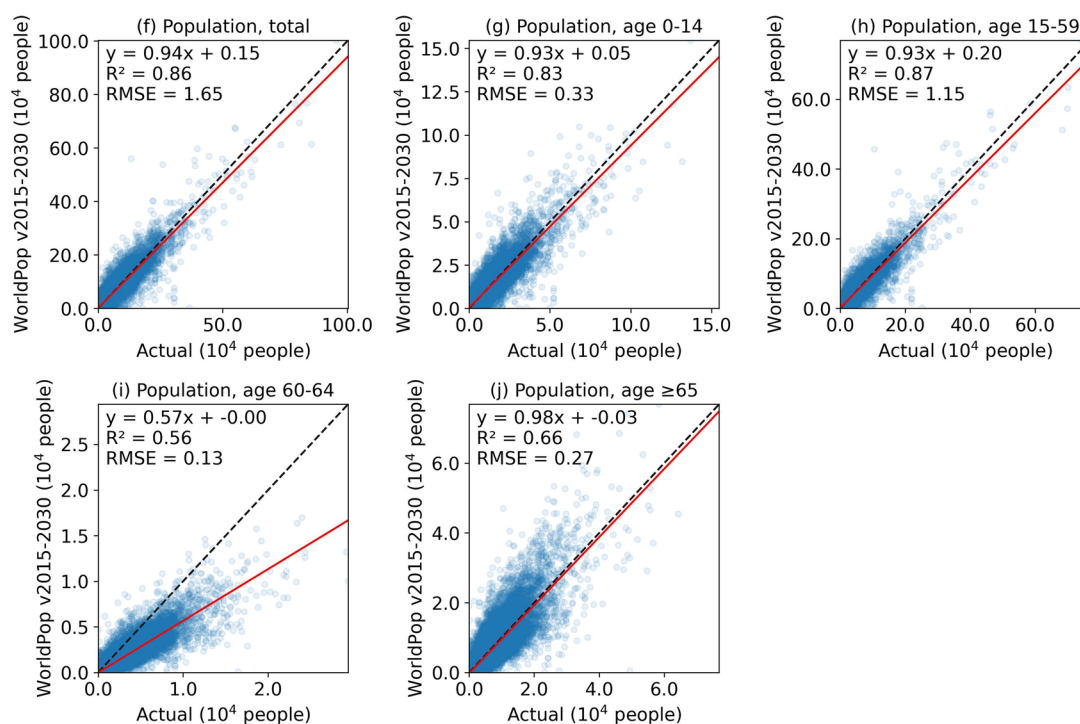 (f) Population, total
y = 0.94x + 0.15
R² = 0.86
RMSE = 1.65
100.0
80.0
60.0
40.0
20.0
0.0
0.0 50.0 100.0
WorldPop v2015-2030 (10⁴ people)
Actual (10⁴ people)
(g) Population, age 0-14
y = 0.93x + 0.05
R² = 0.83
RMSE = 0.33
15.0
12.5
10.0
7.5
5.0
2.5
0.0
0.0 5.0 10.0 15.0
WorldPop v2015-2030 (10⁴ people)
Actual (10⁴ people)
(h) Population, age 15-59
y = 0.93x + 0.20
R² = 0.87
RMSE = 1.15
60.0
40.0
20.0
0.0
0.0 20.0 40.0 60.0
WorldPop v2015-2030 (10⁴ people)
Actual (10⁴ people)
(i) Population, age 60-64
y = 0.57x + -0.00
R² = 0.56
RMSE = 0.13
2.5
2.0
1.5
1.0
0.5
0.0
0.0 1.0 2.0
WorldPop v2015-2030 (10⁴ people)
Actual (10⁴ people)
(j) Population, age ≥65
y = 0.98x + -0.03
R² = 0.66
RMSE = 0.27
6.0
4.0
2.0
0.0
0.0 2.0 4.0 6.0
WorldPop v2015-2030 (10⁴ people)
Actual (10⁴ people)